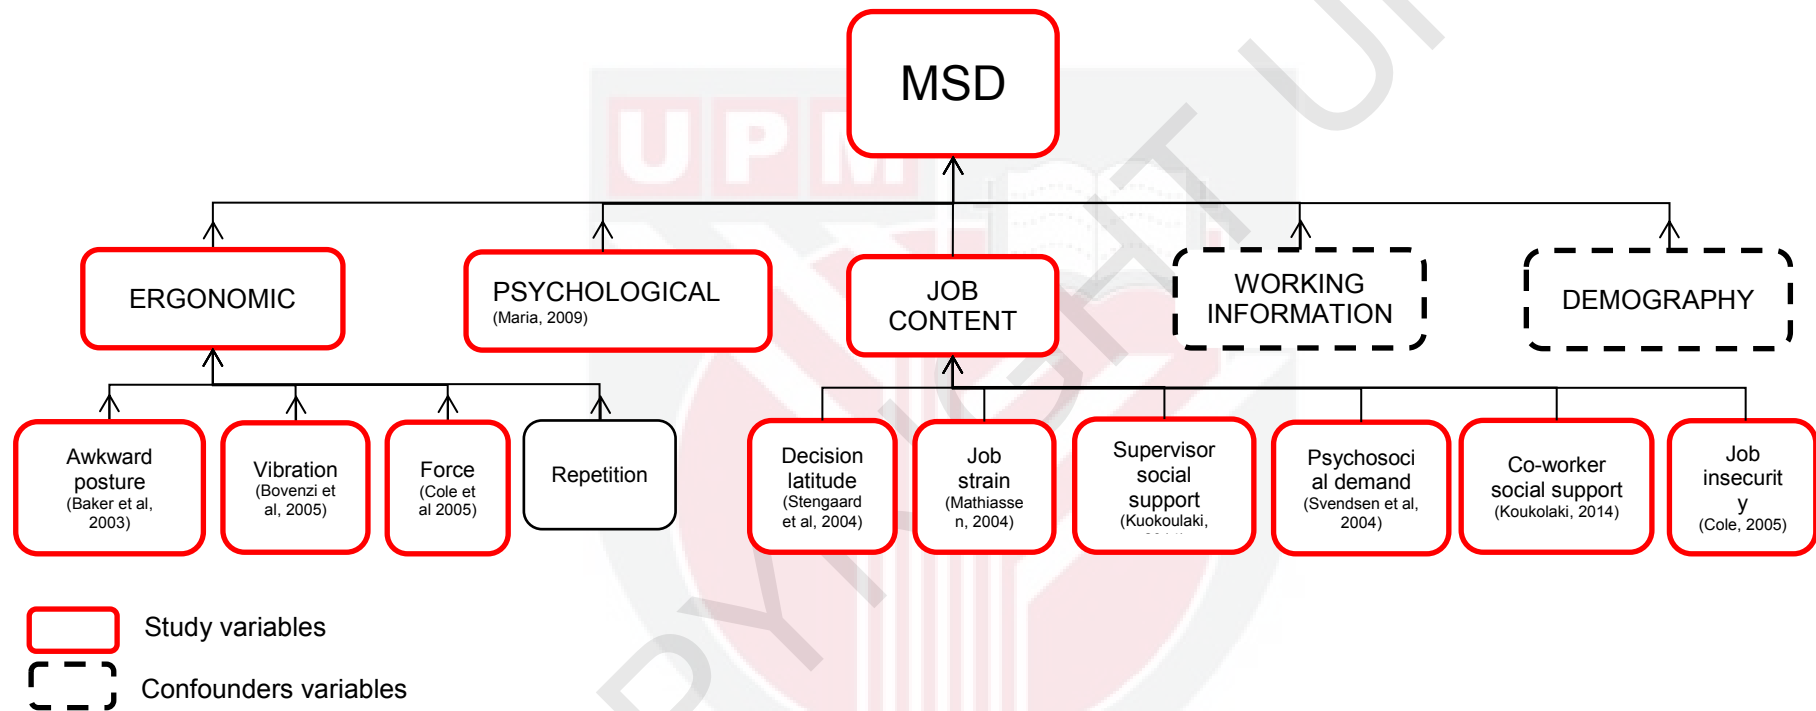 MSD
UPM
ERGONOMIC
PSYCHOLOGICAL
(Maria, 2009)
JOB
CONTENT
WORKING
INFORMATION
DEMOGRAPHY
Awkward
posture
(Baker et al,
2003)
Vibration
(Bovenzi et
al, 2005)
Force
(Cole et
al 2005)
Repetition
Decision
latitude
(Stengaard
et al, 2004)
Job
strain
(Mathiasse
n, 2004)
Supervisor
social
support
(Kuokoulaki,
Psychosoci
al demand
(Svendsen et al,
2004)
Co-worker
social support
(Koukolaki, 2014)
Job
insecurit
y
(Cole, 2005)
Study variables
Confounders variables